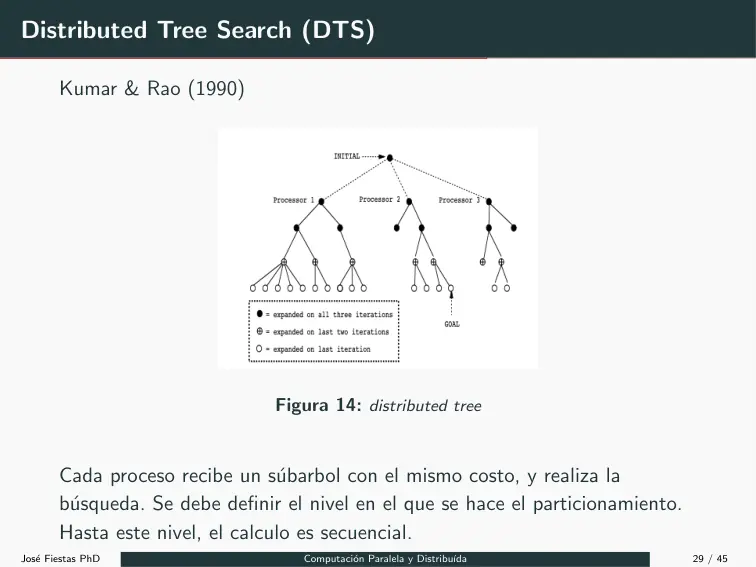 Distributed Tree Search (DTS)
Kumar & Rao (1990)
INITIAL
Processor 1 Processor 2 Processor 3
= expanded on all three iterations
= expanded on last two iterations
= expanded on last iteration
GOAL
Figura 14: distributed tree
Cada proceso recibe un súbarbol con el mismo costo, y realiza la
búsqueda. Se debe definir el nivel en el que se hace el particionamiento.
Hasta este nivel, el calculo es secuencial.
José Fiestas PhD Computación Paralela y Distribuída 29 / 45